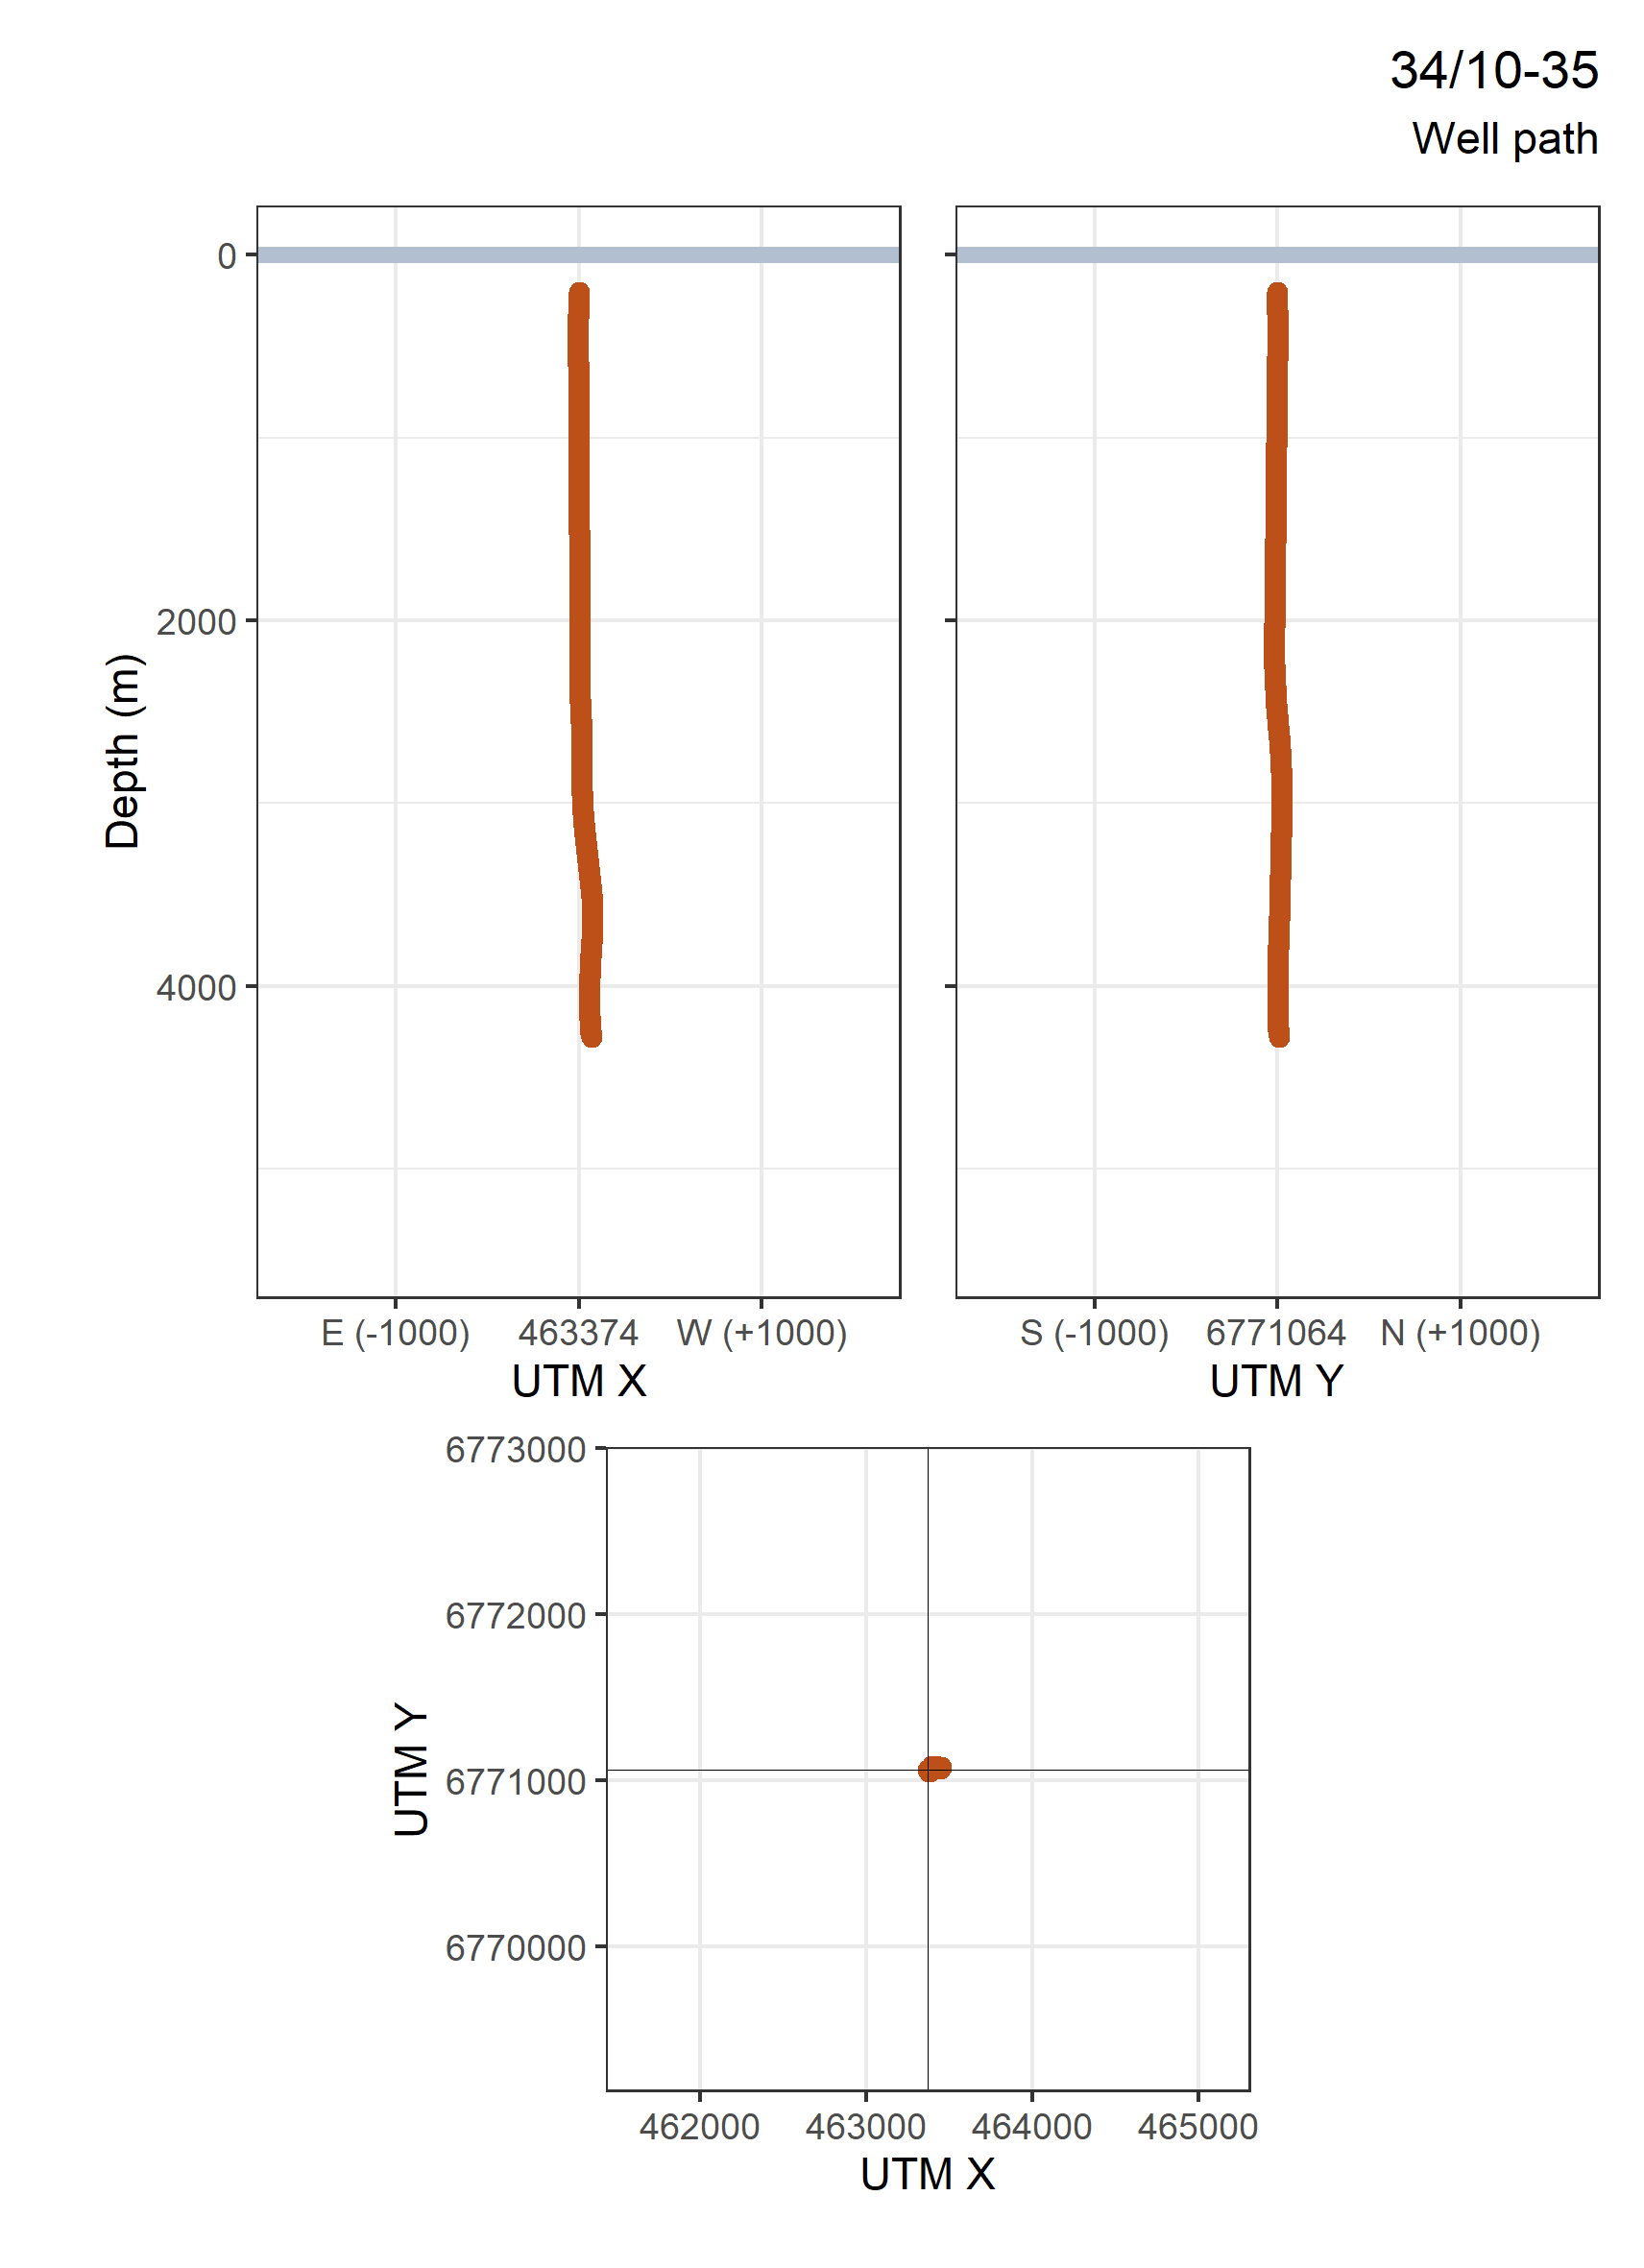 34/10-35
Well path
Depth (m)
0
2000
4000
E (-1000) 463374 W (+1000)
UTM X
S (-1000) 6771064 N (+1000)
UTM Y
UTM Y
6773000
6772000
6771000
6770000
462000 463000 464000 465000
UTM X